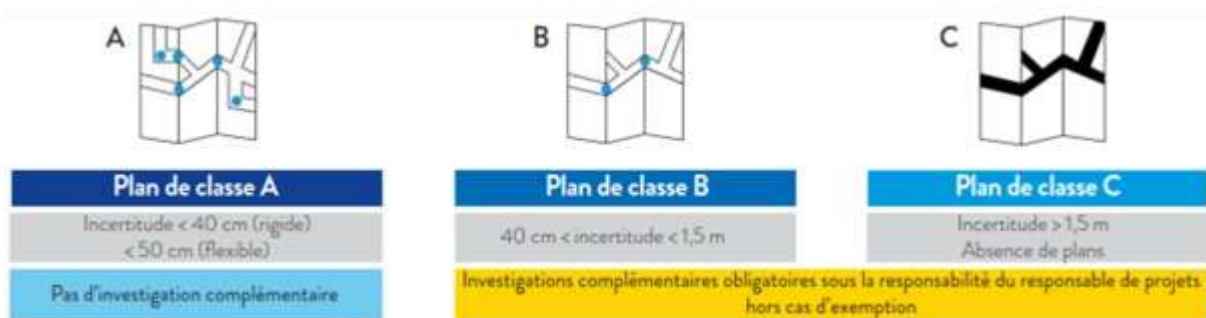 A
B
C
Plan de classe A
Plan de classe B
Plan de classe C
Incertitude < 40 cm (rigide)
< 50 cm (flexible)
40 cm < incertitude < 1,5 m
Incertitude > 1,5 m
Absence de plans
Pas d'investigation complémentaire
Investigations complémentaires obligatoires sous la responsabilité du responsable de projets
hors cas d'exemption